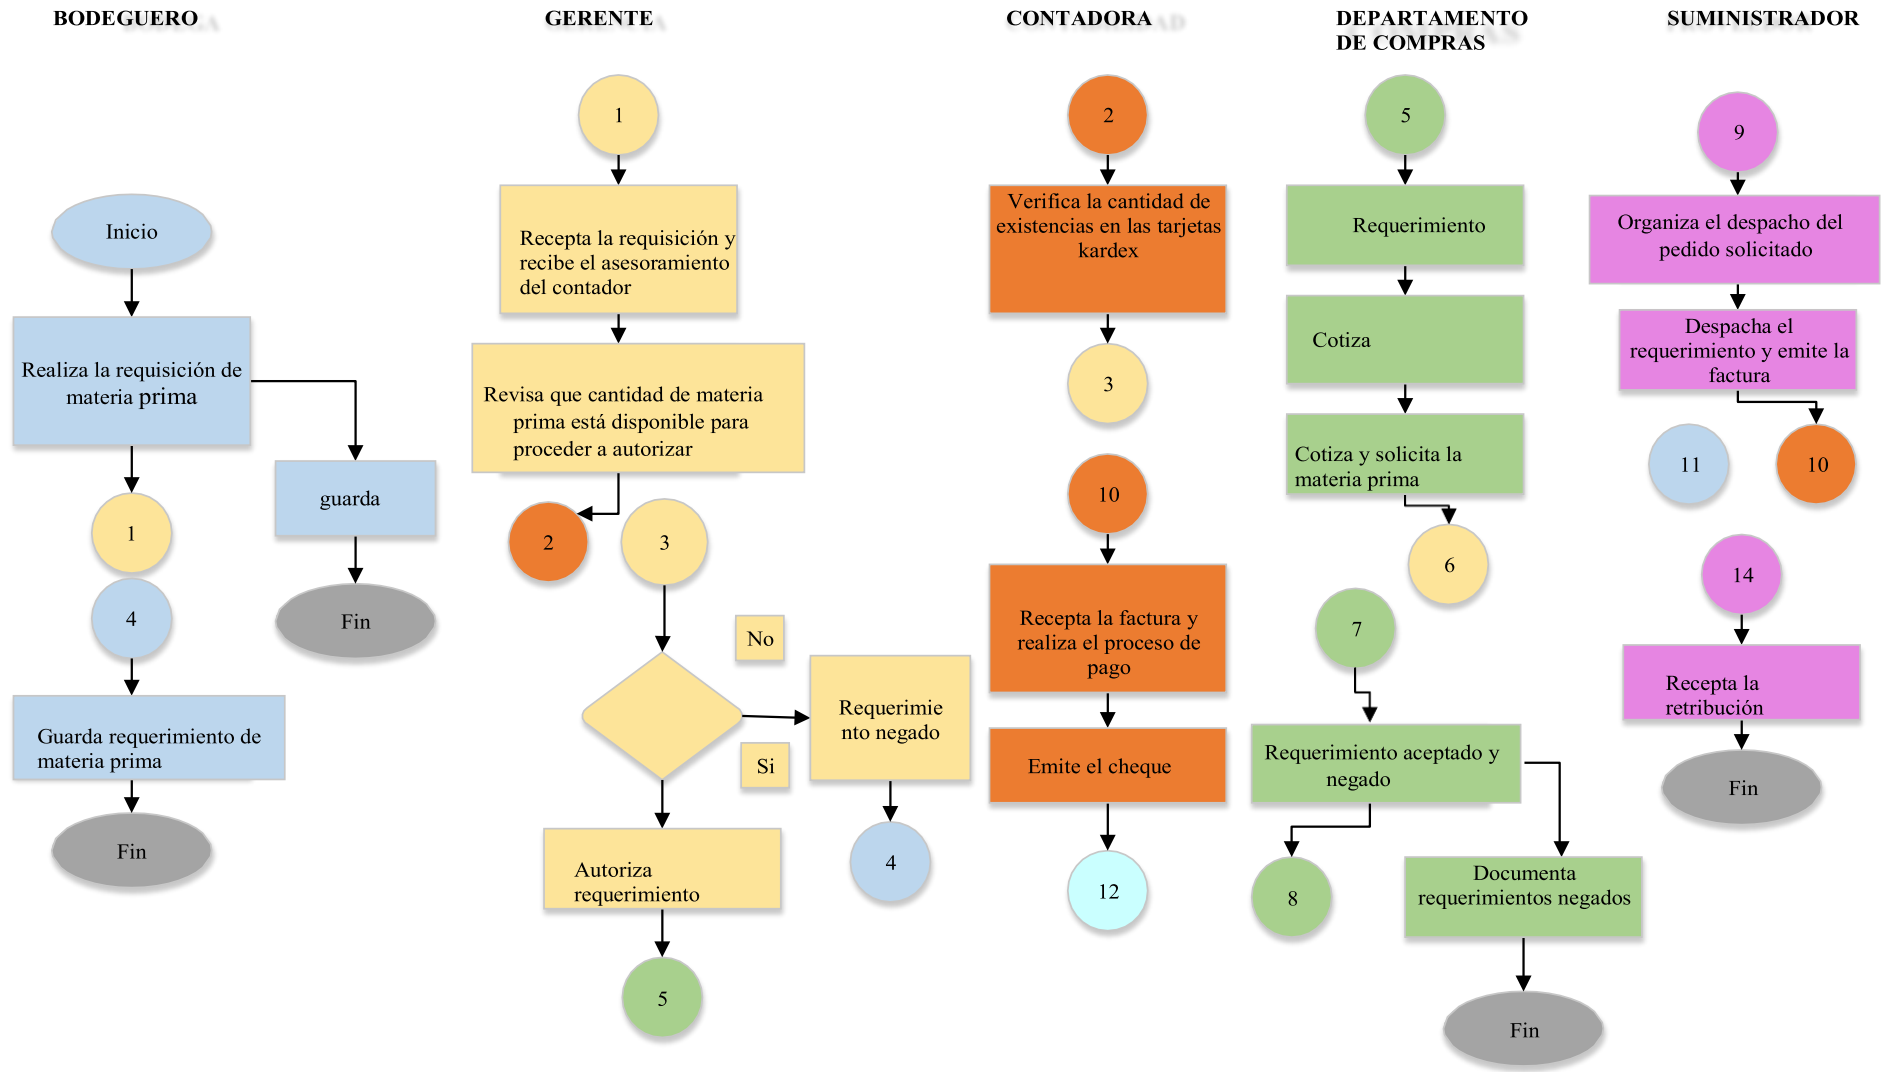 BODEGUERO
GERENTE
CONTADORA
DEPARTAMENTO
DE COMPRAS
SUMINISTRADOR
Inicio
Realiza la requisición de
materia prima
guarda
Fin
1
4
Guarda requerimiento de
materia prima
Fin
1
Recepta la requisición y
recibe el asesoramiento
del contador
Revisa que cantidad de materia
prima está disponible para
proceder a autorizar
2
3
No
Si
Requerimie
nto negado
4
Autoriza
requerimiento
5
2
Verifica la cantidad de
existencias en las tarjetas
kardex
3
10
Recepta la factura y
realiza el proceso de
pago
Emite el cheque
12
5
Requerimiento
Cotiza
Cotiza y solicita la
materia prima
6
7
Requerimiento aceptado y
negado
8
Documenta
requerimientos negados
Fin
9
Organiza el despacho del
pedido solicitado
Despacha el
requerimiento y emite la
factura
11
10
14
Recepta la
retribución
Fin